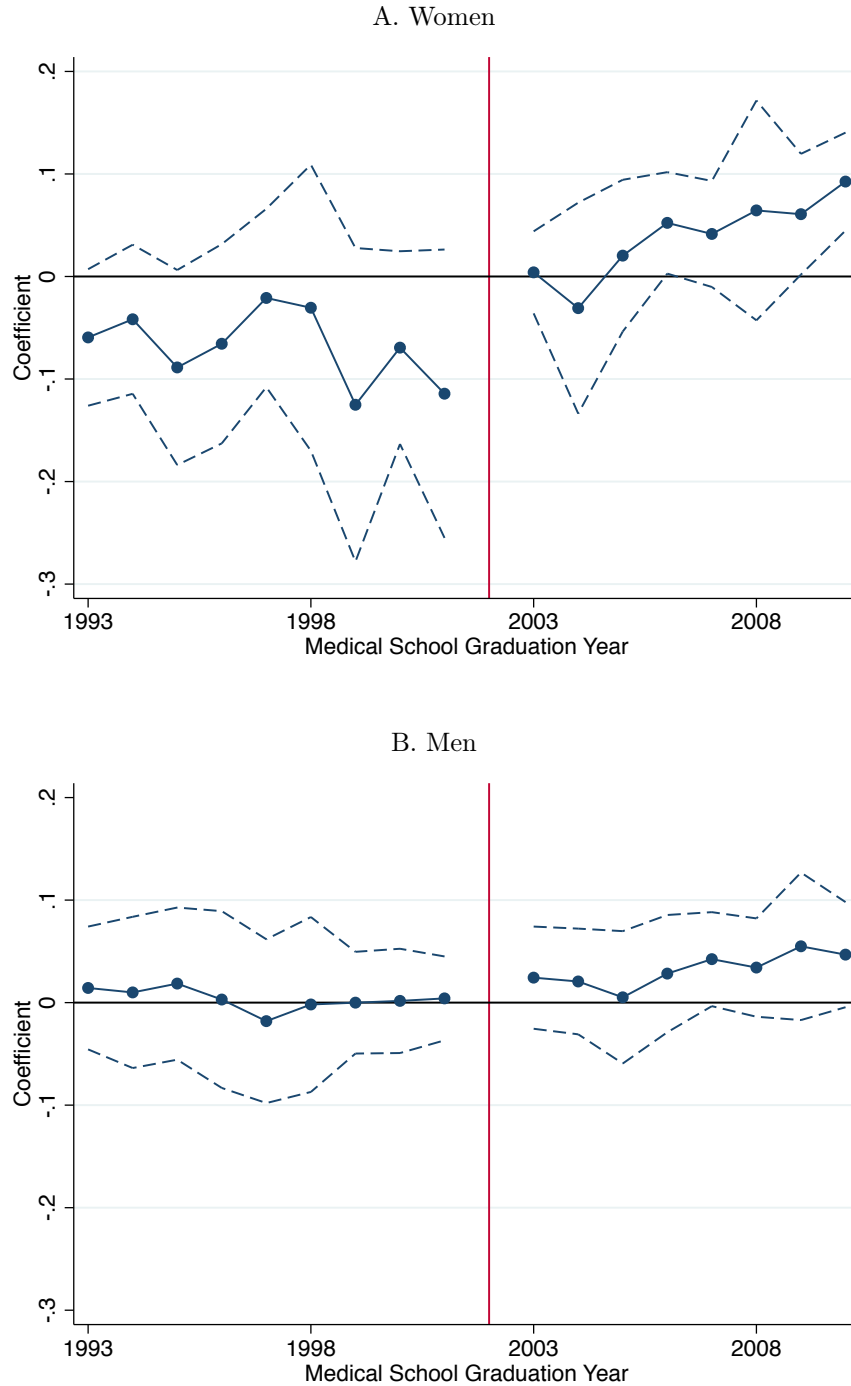 A. Women
.2
.1
0
-.1
-.2
-.3
Coefficient
1993 1998 2003 2008
Medical School Graduation Year
B. Men
.2
.1
0
-.1
-.2
-.3
Coefficient
1993 1998 2003 2008
Medical School Graduation Year